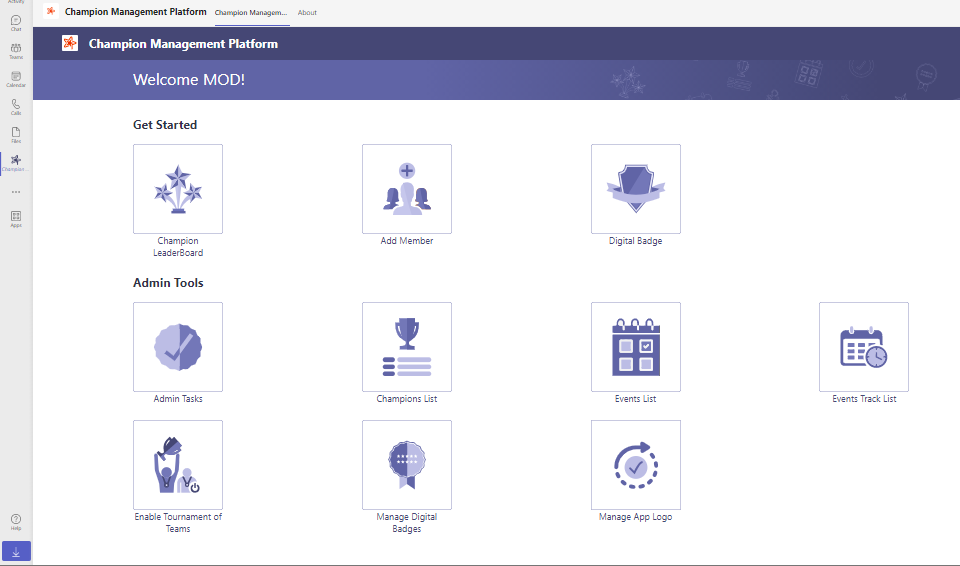 Activity
Champion Management Platform
Champion Managem...
About
Chat
Teams
Calendar
Calls
Files
Champion...
Apps
Help
Champion Management Platform
Welcome MOD!
Get Started
Champion
LeaderBoard
Add Member
Digital Badge
Admin Tools
Admin Tasks
Champions List
Events List
Events Track List
Enable Tournament of
Teams
Manage Digital
Badges
Manage App Logo